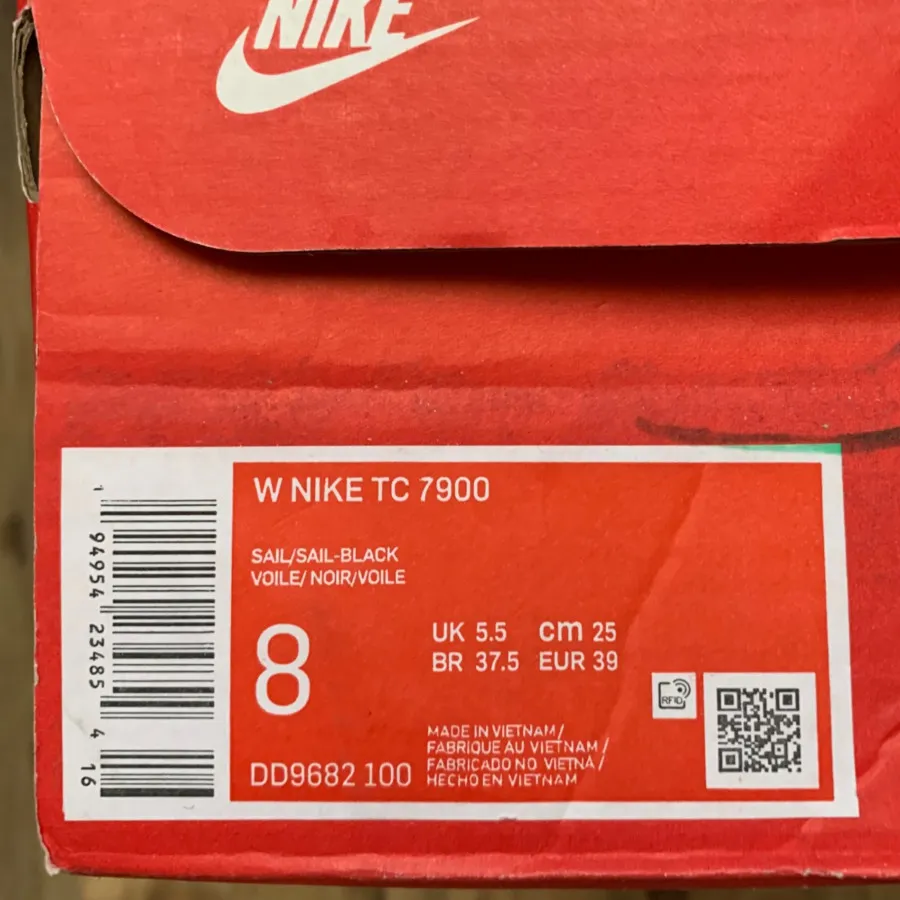 NIKE
W NIKE TC 7900
SAIL/SAIL-BLACK
VOILE/ NOIR/VOILE
8
UK 5.5 cm 25
BR 37.5 EUR 39
RFID
MADE IN VIETNAM/
FABRIQUE AU VIETNAM /
FABRICADO NO VIETNA /
HECHO EN VIETNAM
DD9682 100
1 94954 23485 4 16